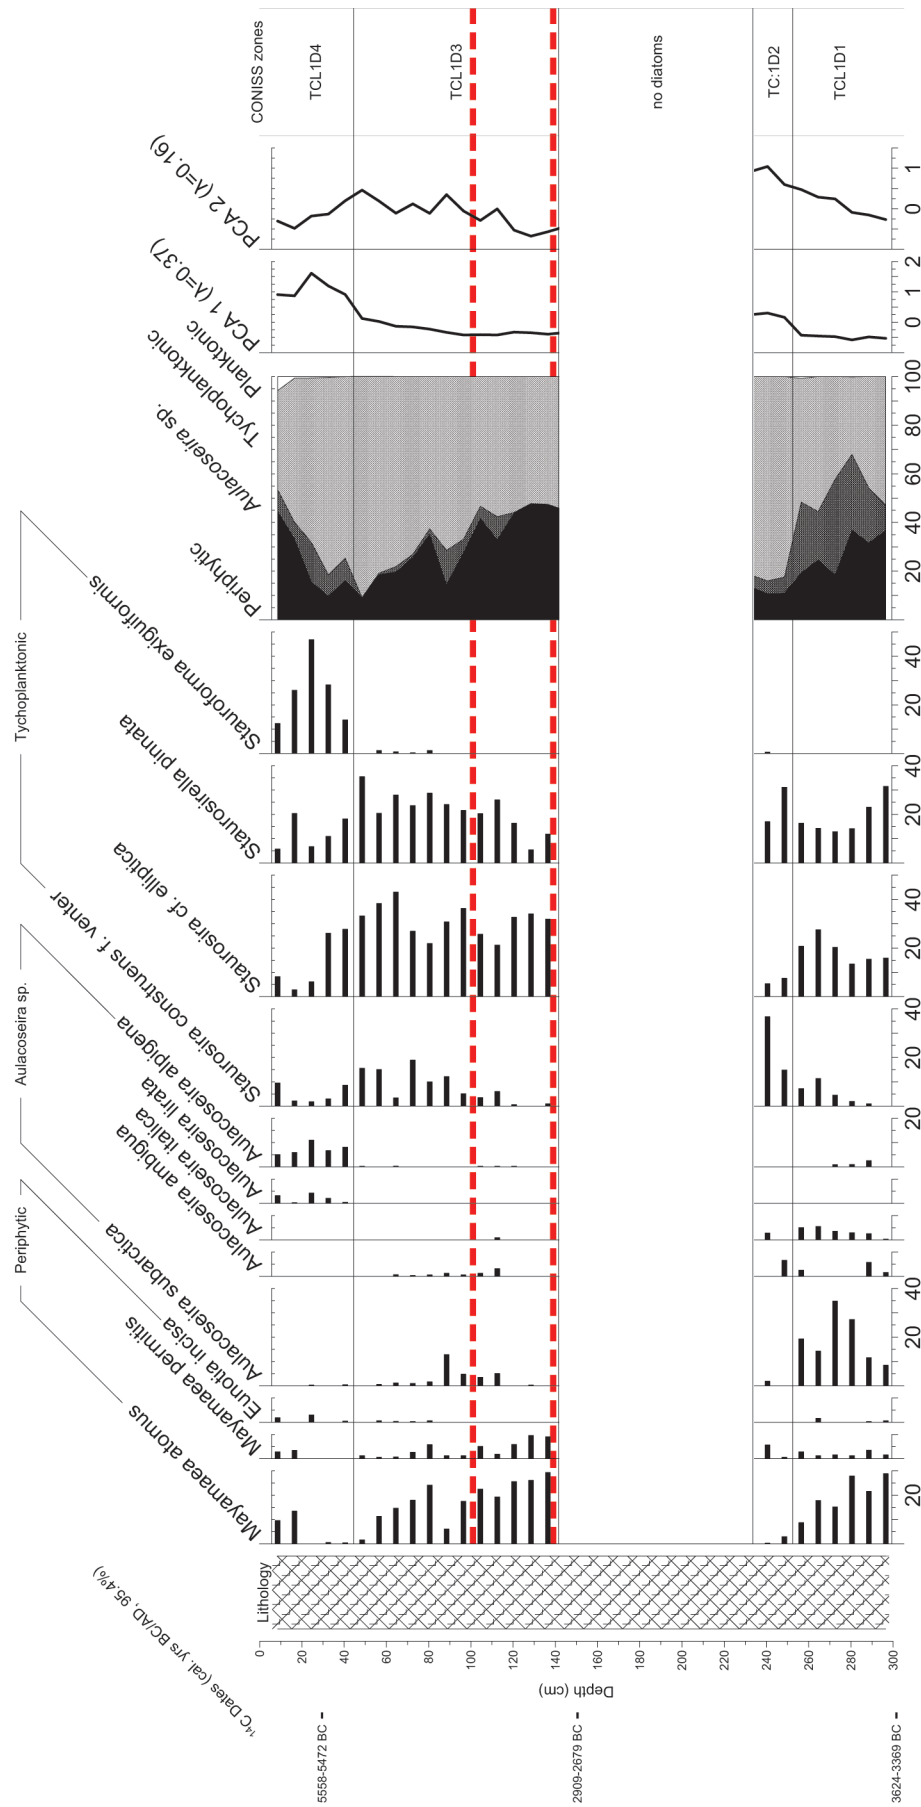 CONISS zones
TCL1D4
TCL1D3
no diatoms
TC:1D2
TCL1D1
PCA 2 (λ=0.16)
0 1
PCA 1 (λ=0.37)
0 2 1 2
Planktonic
Tychoplanktonic
Aulacoseira sp.
Periphytic
20 40 60 80 100
Tychoplanktonic
Stauroforma exiguiformis
20 40
Staurosirella pinnata
20 40
Staurosira cf. elliptica
20 40
Staurosira construens f. venter
20 40
Aulacoseira sp.
Aulacoseira alpigena
Aulacoseira lirata
Aulacoseira italica
Aulacoseira ambigua
Aulacoseira subarctica
20 40
Periphytic
Eunotia incisa
Mayamaea permitis
Mayamaea atomus
20
Lithology
Depth (cm)
0 20 40 60 80 100 120 140 160 180 200 220 240 260 280 300
¹⁴C Dates (cal. yrs BC/AD, 95.4%)
5558-5472 BC
2909-2679 BC
3624-3369 BC